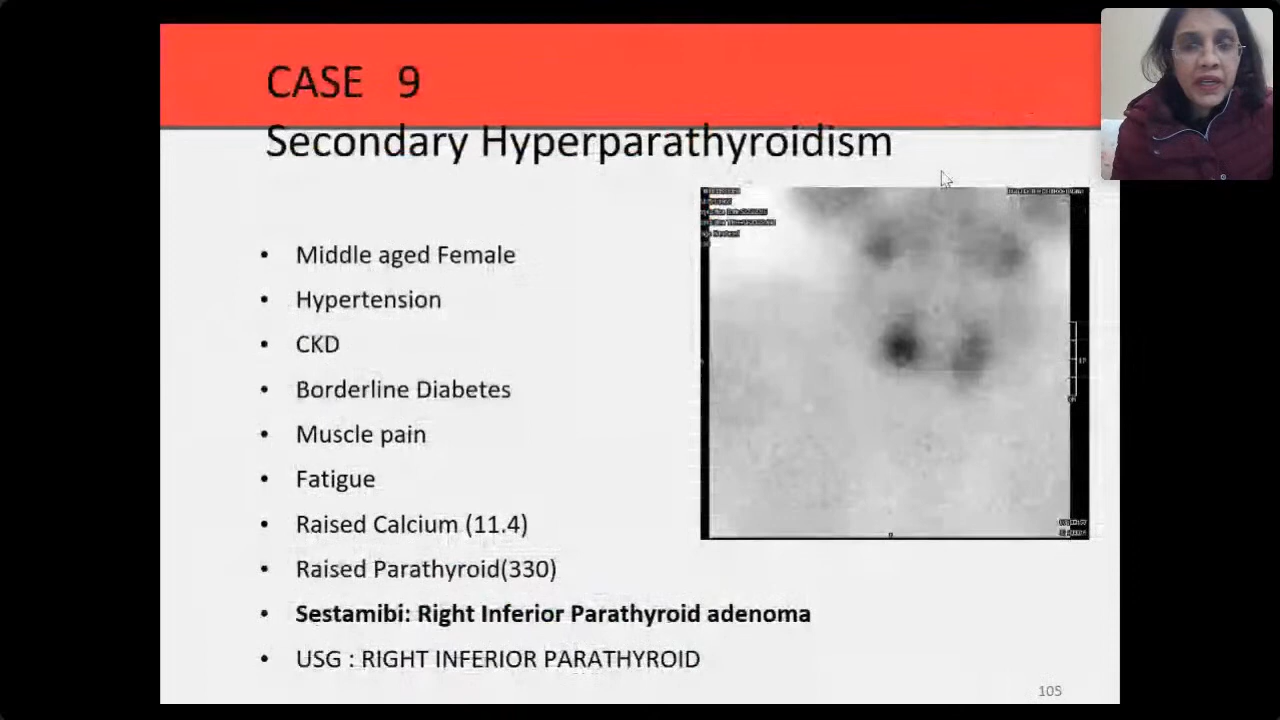 CASE 9
Secondary Hyperparathyroidism
• Middle aged Female
• Hypertension
• CKD
• Borderline Diabetes
• Muscle pain
• Fatigue
• Raised Calcium (11.4)
• Raised Parathyroid(330)
• Sestamibi: Right Inferior Parathyroid adenoma
• USG : RIGHT INFERIOR PARATHYROID
105